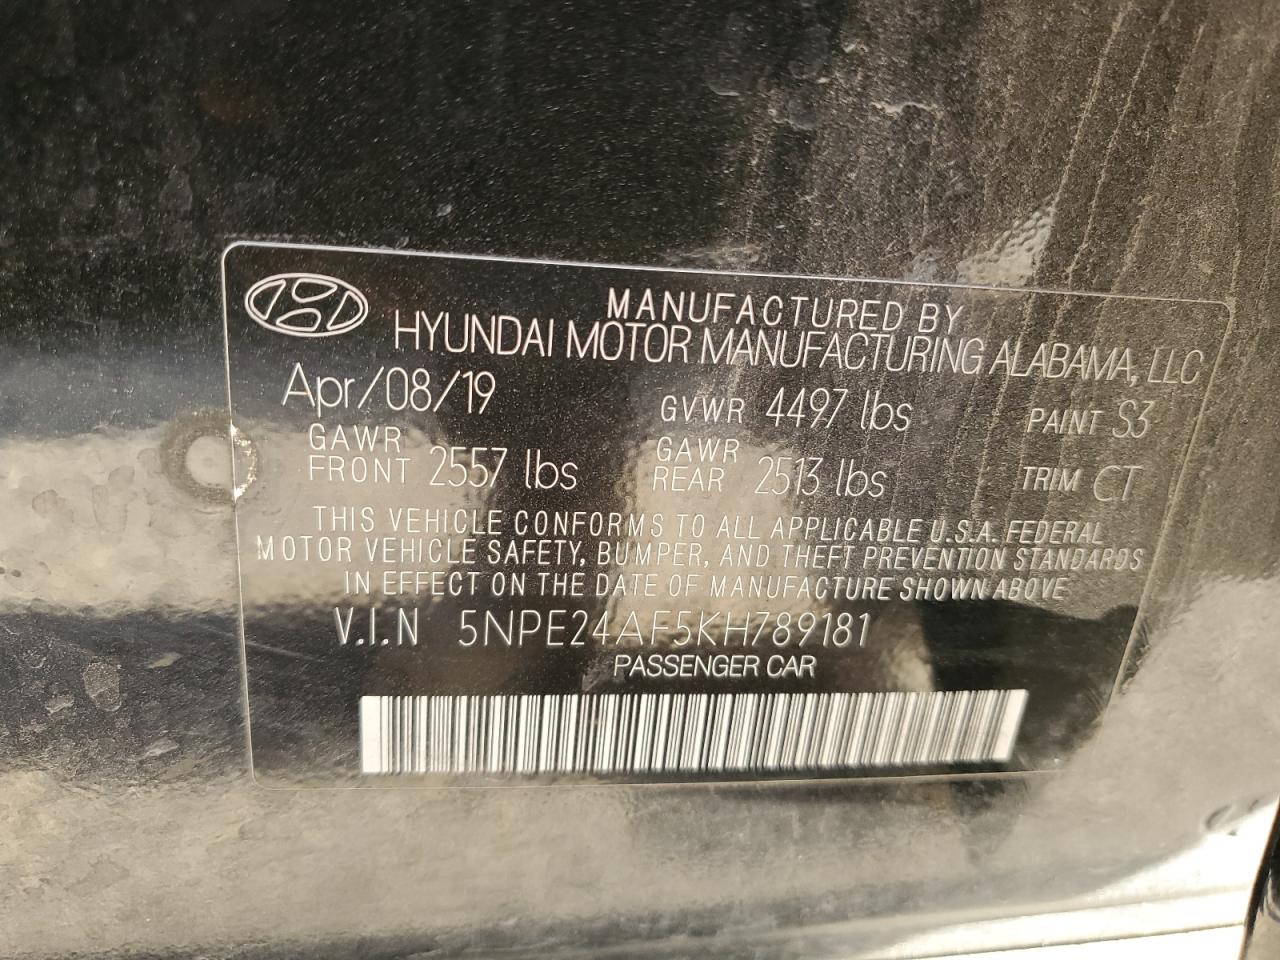 MANUFACTURED BY
HYUNDAI MOTOR MANUFACTURING ALABAMA, LLC
Apr/08/19 GVWR 4497 lbs PAINT S3
GAWR FRONT 2557 lbs GAWR REAR 2513 lbs TRIM CT
THIS VEHICLE CONFORMS TO ALL APPLICABLE U.S.A. FEDERAL
MOTOR VEHICLE SAFETY, BUMPER, AND THEFT PREVENTION STANDARDS
IN EFFECT ON THE DATE OF MANUFACTURE SHOWN ABOVE
V.I.N 5NPE24AF5KH789181
PASSENGER CAR